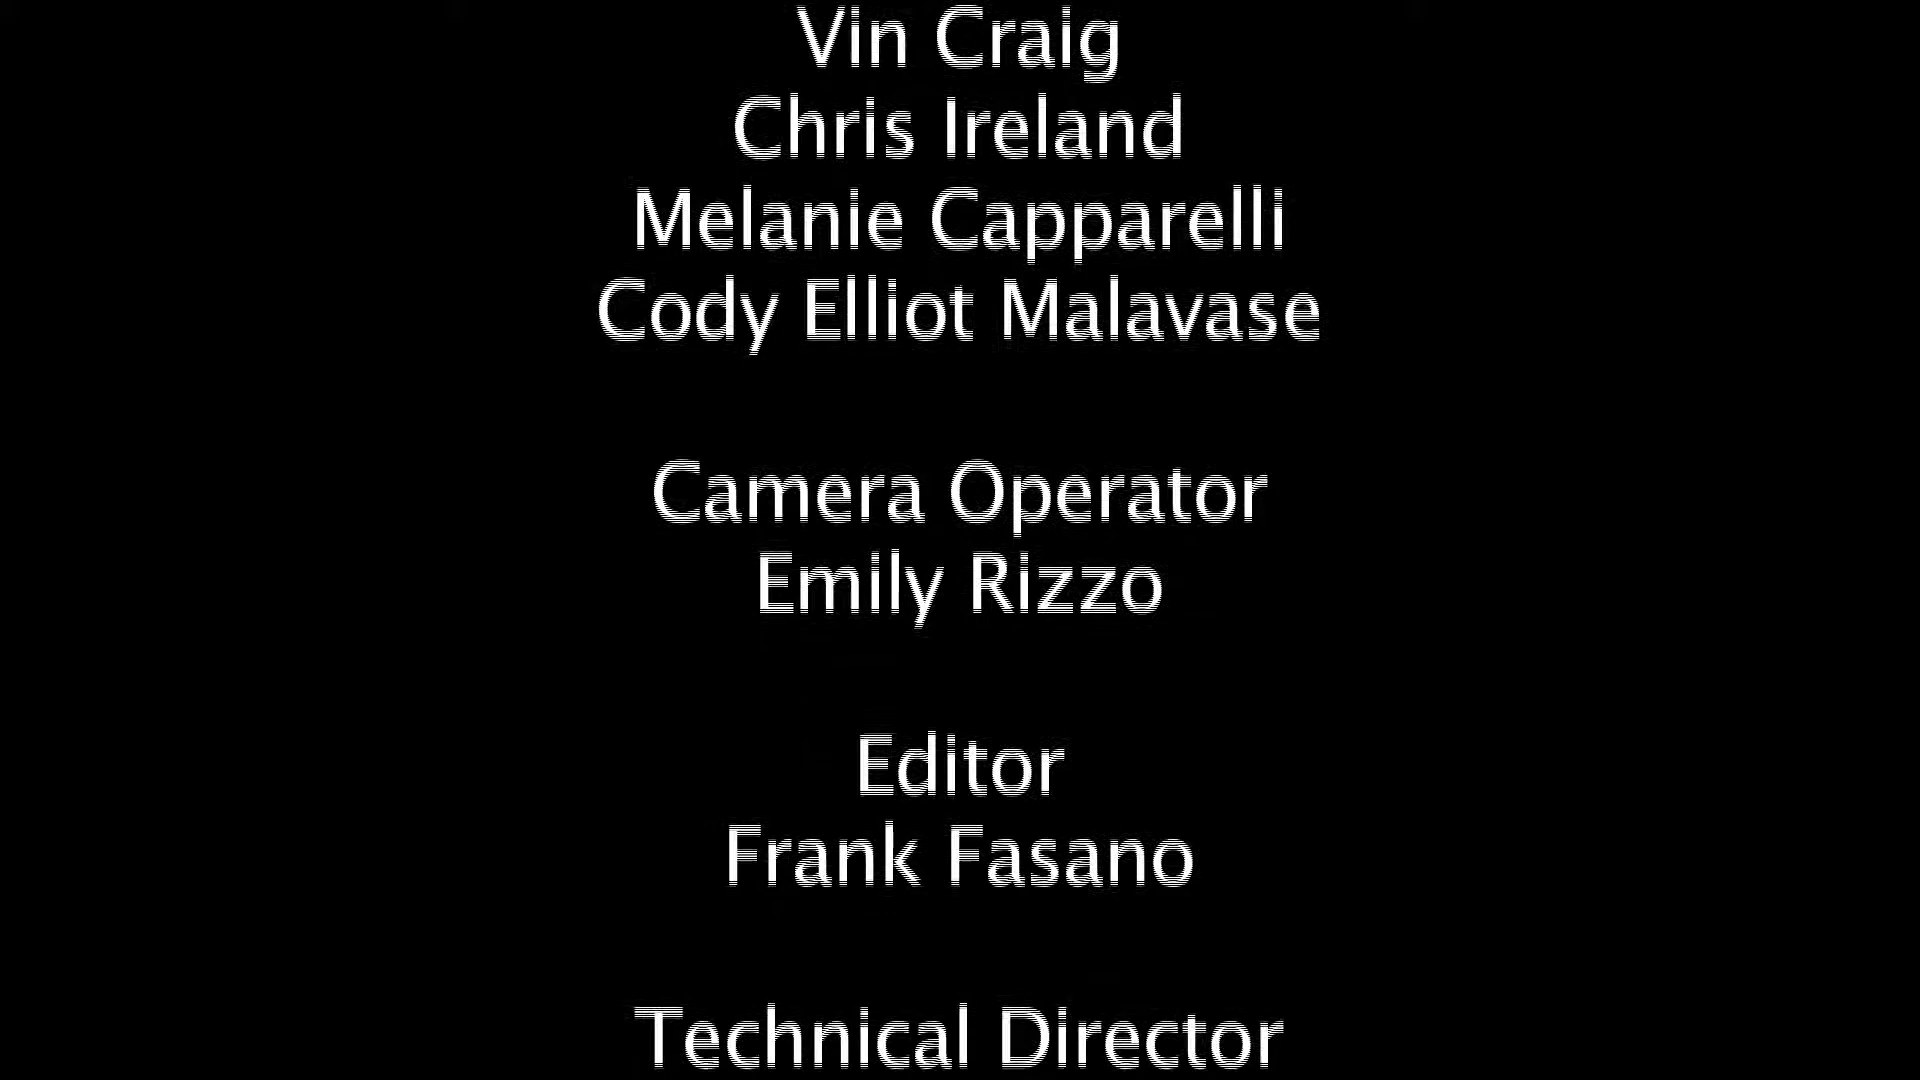 Vin Craig
Chris Ireland
Melanie Capparelli
Cody Elliot Malavase
Camera Operator
Emily Rizzo
Editor
Frank Fasano
Technical Director